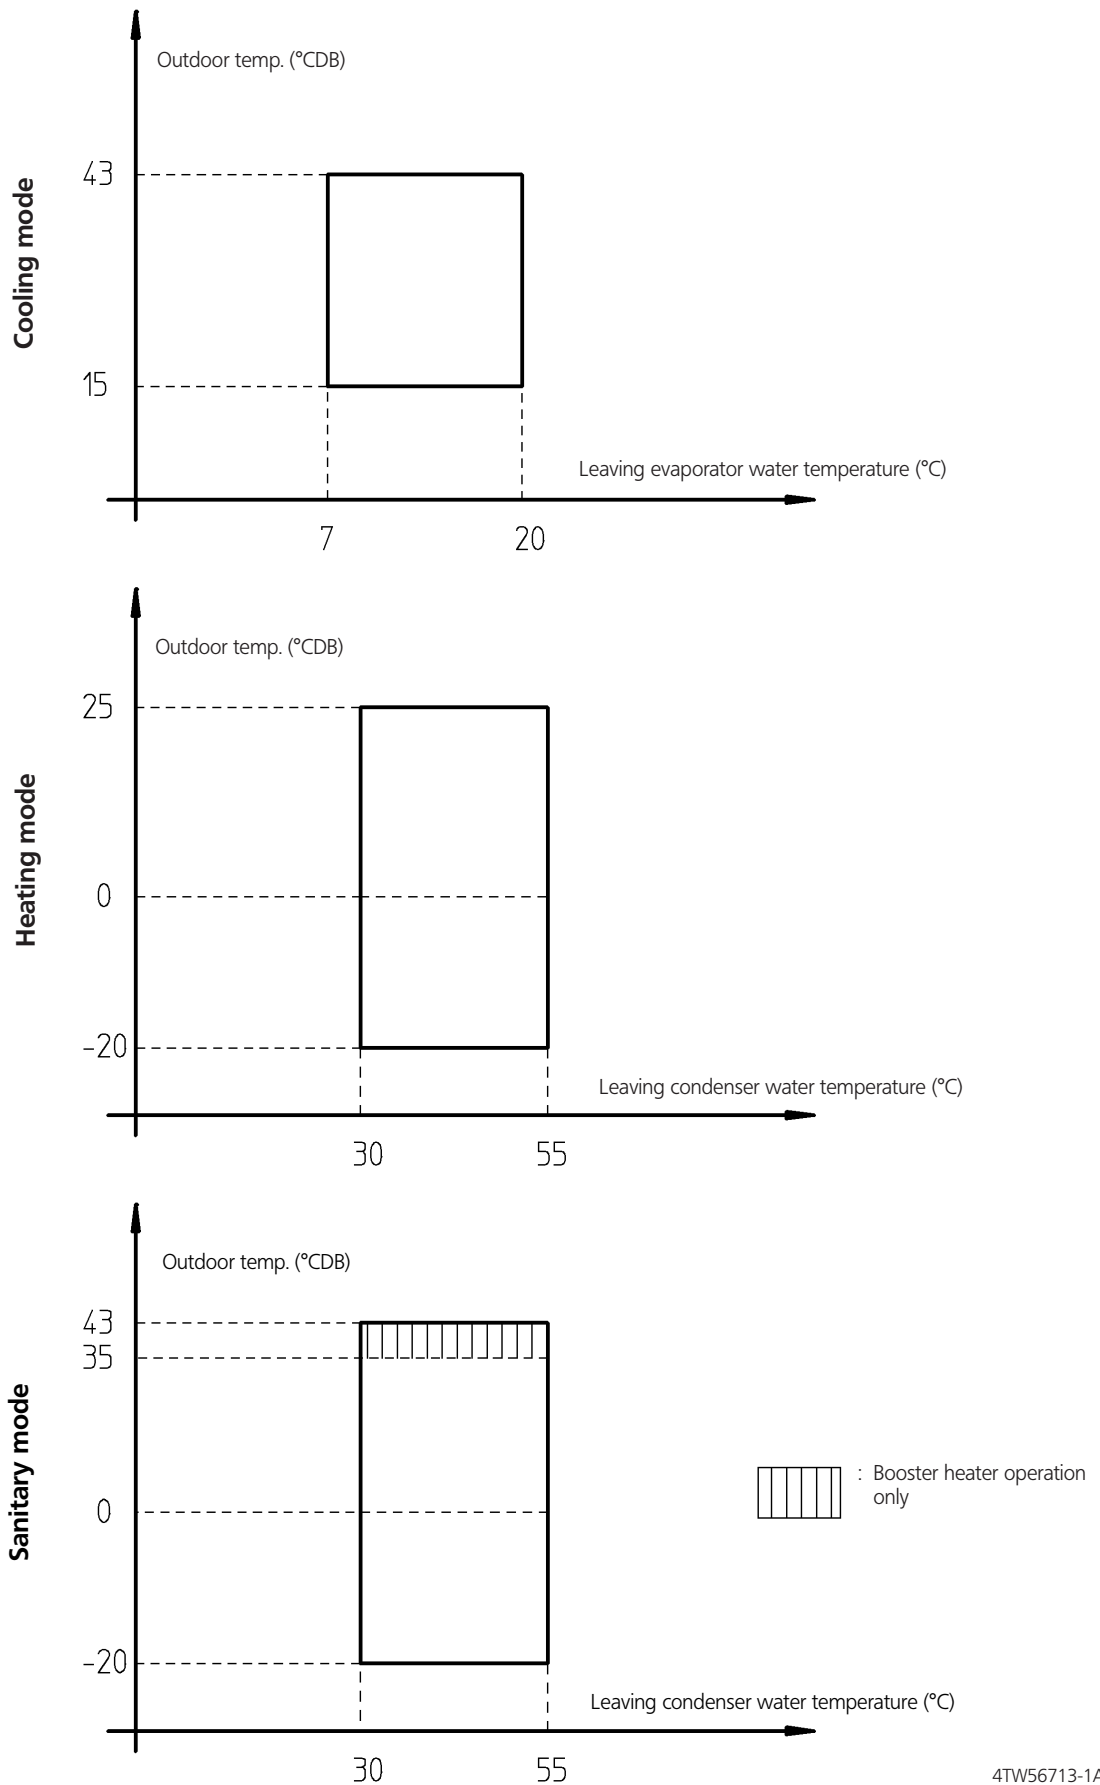 Cooling mode
Outdoor temp. (°CDB)
43
15
Leaving evaporator water temperature (°C)
7 20
Heating mode
Outdoor temp. (°CDB)
25
0
-20
Leaving condenser water temperature (°C)
30 55
Sanitary mode
Outdoor temp. (°CDB)
43
35
: Booster heater operation
only
0
-20
Leaving condenser water temperature (°C)
30 55
4TW56713-1A